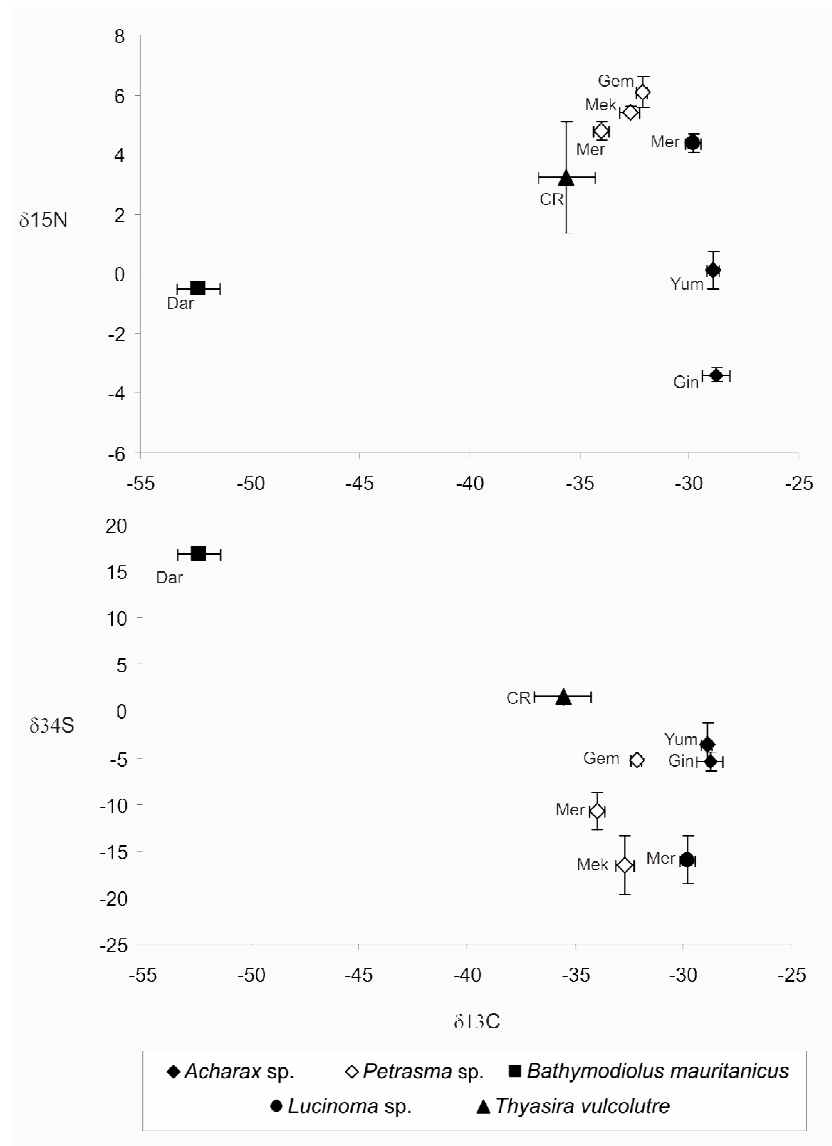 8
6
4
2
0
-2
-4
-6
δ15N
Gem
Mek
Mer
Mer
CR
Yum
Dar
Gin
-55 -50 -45 -40 -35 -30 -25
20
15
10
5
0
-5
-10
-15
-20
-25
δ34S
Dar
CR
Yum
Gem
Gin
Mer
Mek
Mer
-55 -50 -45 -40 -35 -30 -25
δ13C
Acharax sp. Petrasma sp. Bathymodiolus mauritanicus
Lucinoma sp. Thyasira vulcolutre